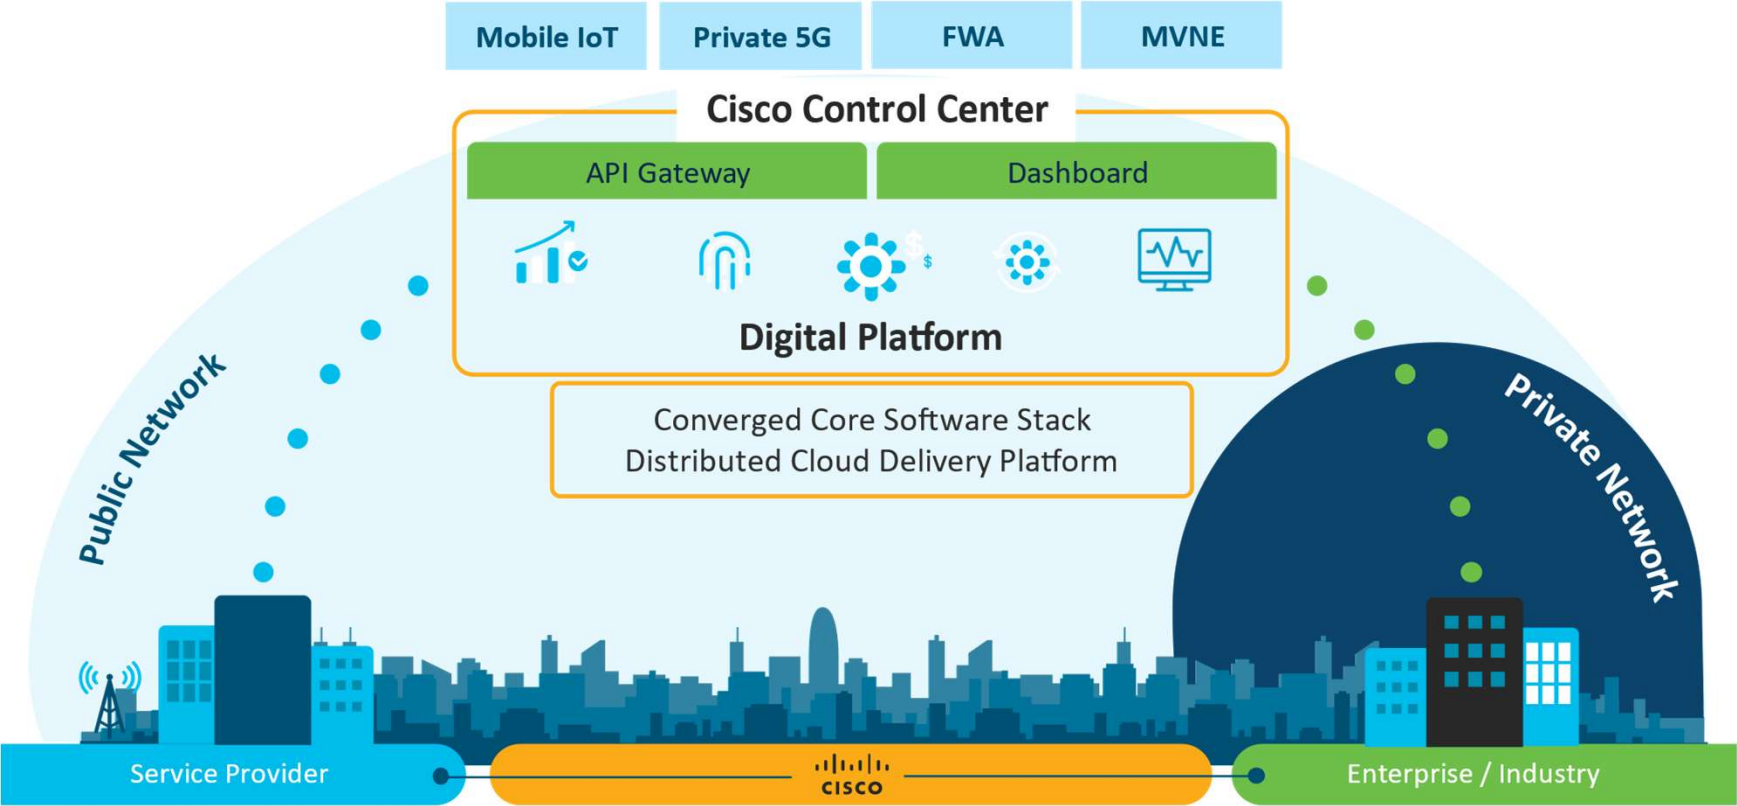 Mobile IoT
Private 5G
FWA
MVNE
Cisco Control Center
API Gateway
Dashboard
$
$
Digital Platform
Converged Core Software Stack
Distributed Cloud Delivery Platform
Public Network
Private Network
Service Provider
CISCO
Enterprise / Industry